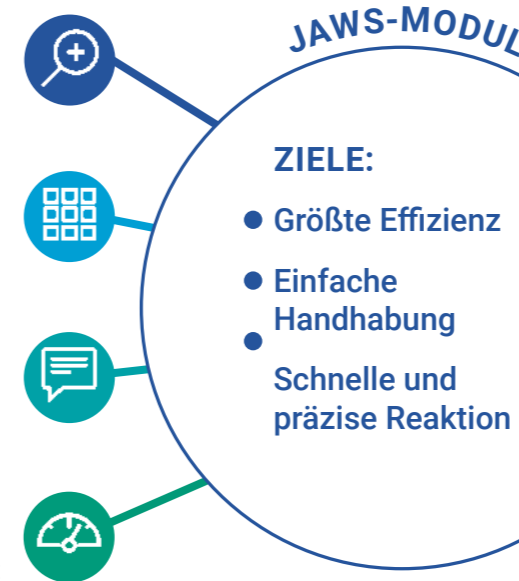 JAWS-MODUL
ZIELE:
Größte Effizienz
Einfache
Handhabung
Schnelle und
präzise Reaktion